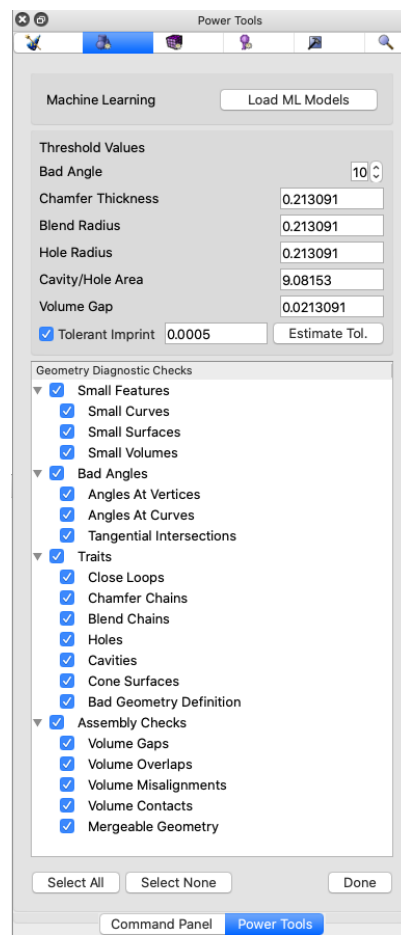 Power Tools
Machine Learning Load ML Models
Threshold Values
Bad Angle 10
Chamfer Thickness 0.213091
Blend Radius 0.213091
Hole Radius 0.213091
Cavity/Hole Area 9.08153
Volume Gap 0.0213091
Tolerant Imprint 0.0005 Estimate Tol.
Geometry Diagnostic Checks
Small Features
Small Curves
Small Surfaces
Small Volumes
Bad Angles
Angles At Vertices
Angles At Curves
Tangential Intersections
Traits
Close Loops
Chamfer Chains
Blend Chains
Holes
Cavities
Cone Surfaces
Bad Geometry Definition
Assembly Checks
Volume Gaps
Volume Overlaps
Volume Misalignments
Volume Contacts
Mergeable Geometry
Select All Select None Done
Command Panel Power Tools